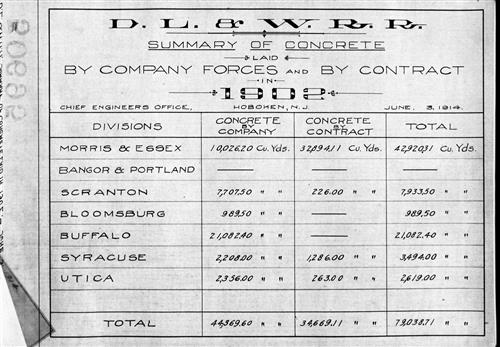 D. L. & W. R. R.
SUMMARY OF CONCRETE
LAID
BY COMPANY FORCES AND BY CONTRACT
IN
1902
CHIEF ENGINEERS OFFICE, HOBOKEN, N.J. JUNE 3, 1914.
DIVISIONS CONCRETE BY COMPANY CONCRETE BY CONTRACT TOTAL
MORRIS & ESSEX 10,026.20 Cu. Yds. 32,894.11 Cu. Yds. 42,920.31 Cu. Yds.
BANGOR & PORTLAND — — —
SCRANTON 7,707.50 " " 226.00 " " 7,933.50 " "
BLOOMSBURG 989.50 " " — 989.50 " "
BUFFALO 21,082.40 " " — 21,082.40 " "
SYRACUSE 2,208.00 " " 1,286.00 " " 3,494.00 " "
UTICA 2,356.00 " " 263.00 " " 2,619.00 " "
TOTAL 44,369.60 " " 34,669.11 " " 79,038.71 " "